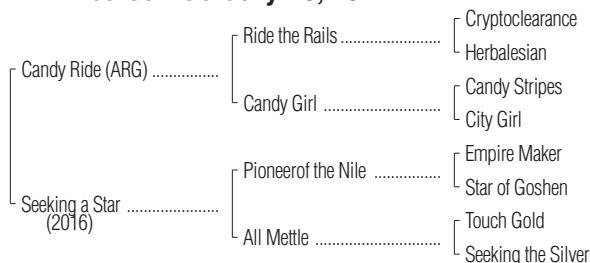 Cryptoclearance
Ride the Rails ....................
Herbalesian
Candy Ride (ARG) ................
Candy Stripes
Candy Girl ............................
City Girl
Empire Maker
Pioneerof the Nile ................
Star of Goshen
Seeking a Star ......................
(2016)
Touch Gold
All Mettle ..............................
Seeking the Silver